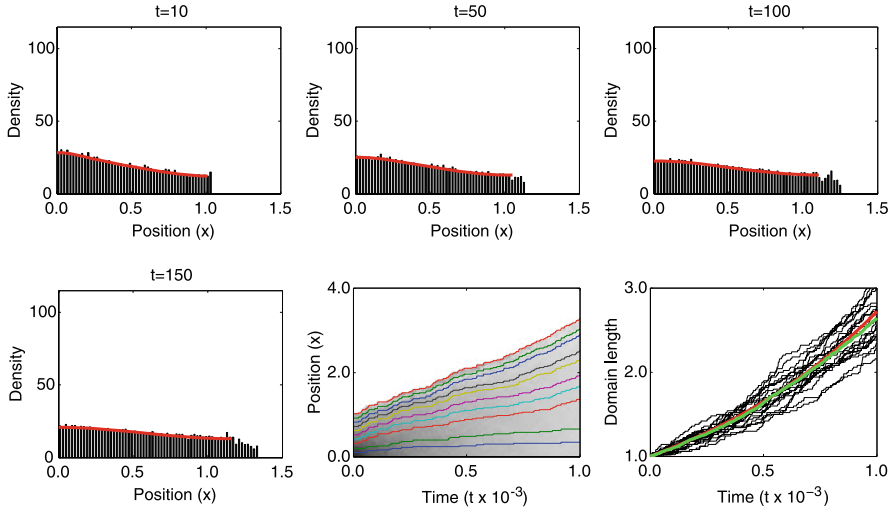 t=10
t=50
t=100
100
50
0
Density
0.0 0.5 1.0 1.5
Position (x)
100
50
0
Density
0.0 0.5 1.0 1.5
Position (x)
100
50
0
Density
0.0 0.5 1.0 1.5
Position (x)
t=150
100
50
0
Density
0.0 0.5 1.0 1.5
Position (x)
4.0
2.0
0.0
Position (x)
0.0 0.5 1.0
Time (t x 10⁻³)
3.0
2.0
1.0
Domain length
0.0 0.5 1.0
Time (t x 10⁻³)